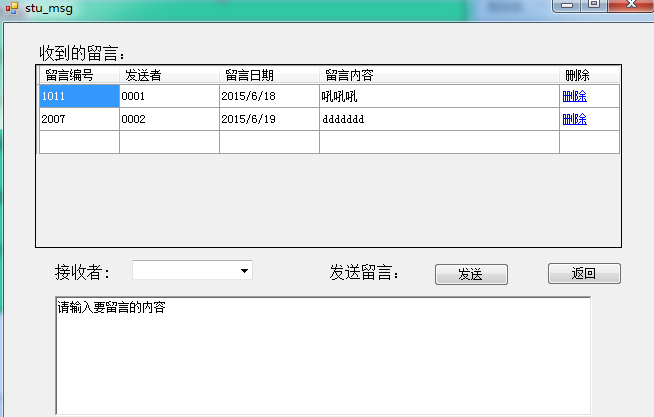 stu_msg
收到的留言：
留言编号 发送者 留言日期 留言内容 删除
1011 0001 2015/6/18 吼吼吼 删除
2007 0002 2015/6/19 ddddddd 删除
接收者： 发送留言： 发送 返回
请输入要留言的内容